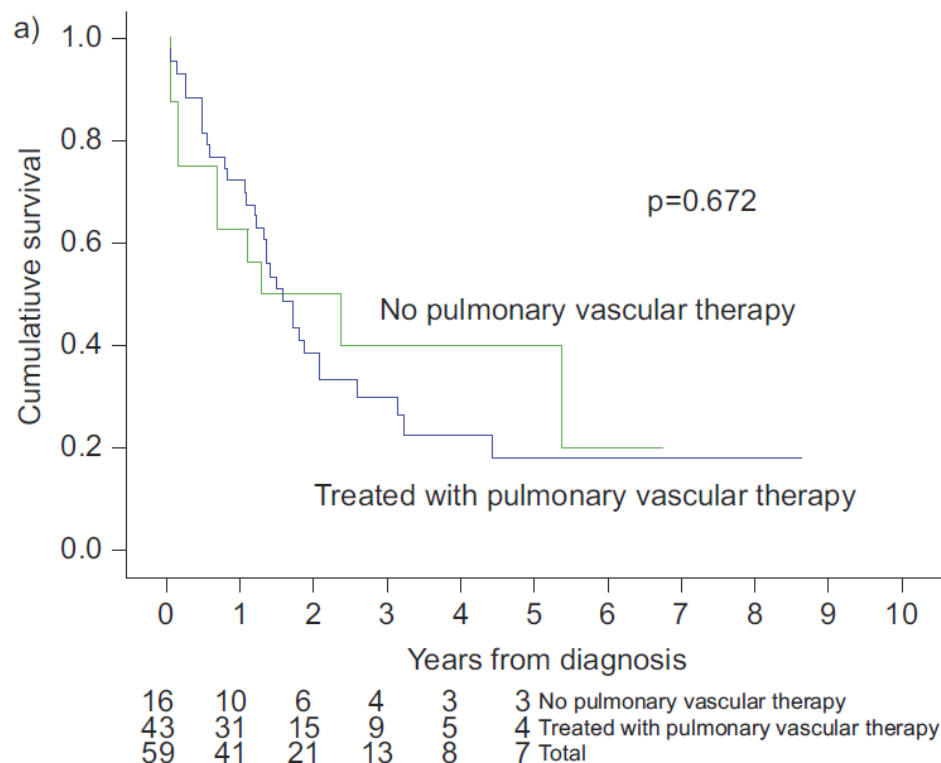 a)
Cumulative survival
1.0
0.8
0.6
0.4
0.2
0.0
p=0.672
No pulmonary vascular therapy
Treated with pulmonary vascular therapy
0 1 2 3 4 5 6 7 8 9 10
Years from diagnosis
16 10 6 4 3 3 No pulmonary vascular therapy
43 31 15 9 5 4 Treated with pulmonary vascular therapy
59 41 21 13 8 7 Total